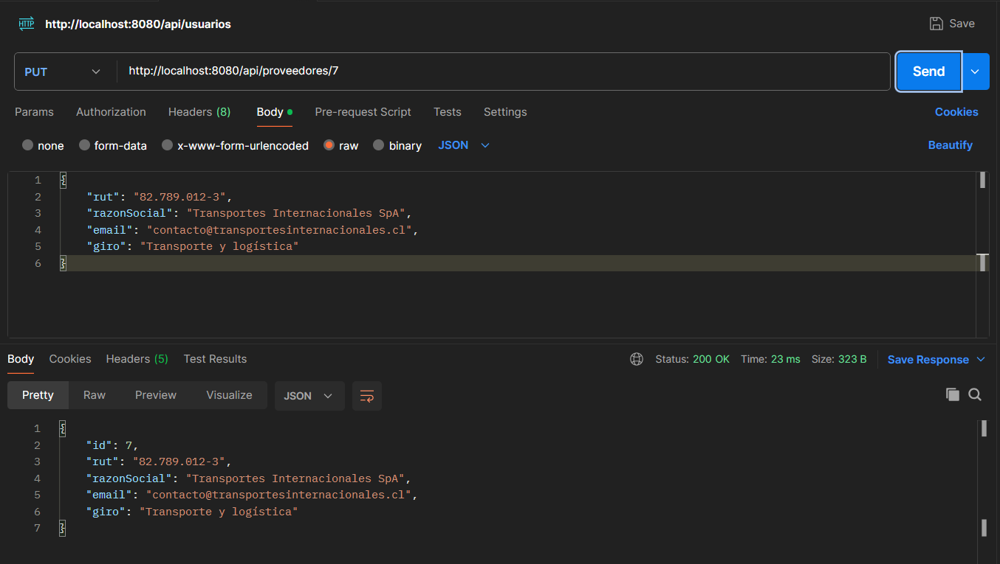 HTTP http://localhost:8080/api/usuarios Save
PUT http://localhost:8080/api/proveedores/7 Send
Params Authorization Headers (8) Body Pre-request Script Tests Settings Cookies
none form-data x-www-form-urlencoded raw binary JSON Beautify
1 {
2 "rut": "82.789.012-3",
3 "razonSocial": "Transportes Internacionales SpA",
4 "email": "contacto@transportesinternacionales.cl",
5 "giro": "Transporte y logística"
6 }
Body Cookies Headers (5) Test Results Status: 200 OK Time: 23 ms Size: 323 B Save Response
Pretty Raw Preview Visualize JSON
1 {
2 "id": 7,
3 "rut": "82.789.012-3",
4 "razonSocial": "Transportes Internacionales SpA",
5 "email": "contacto@transportesinternacionales.cl",
6 "giro": "Transporte y logística"
7 }